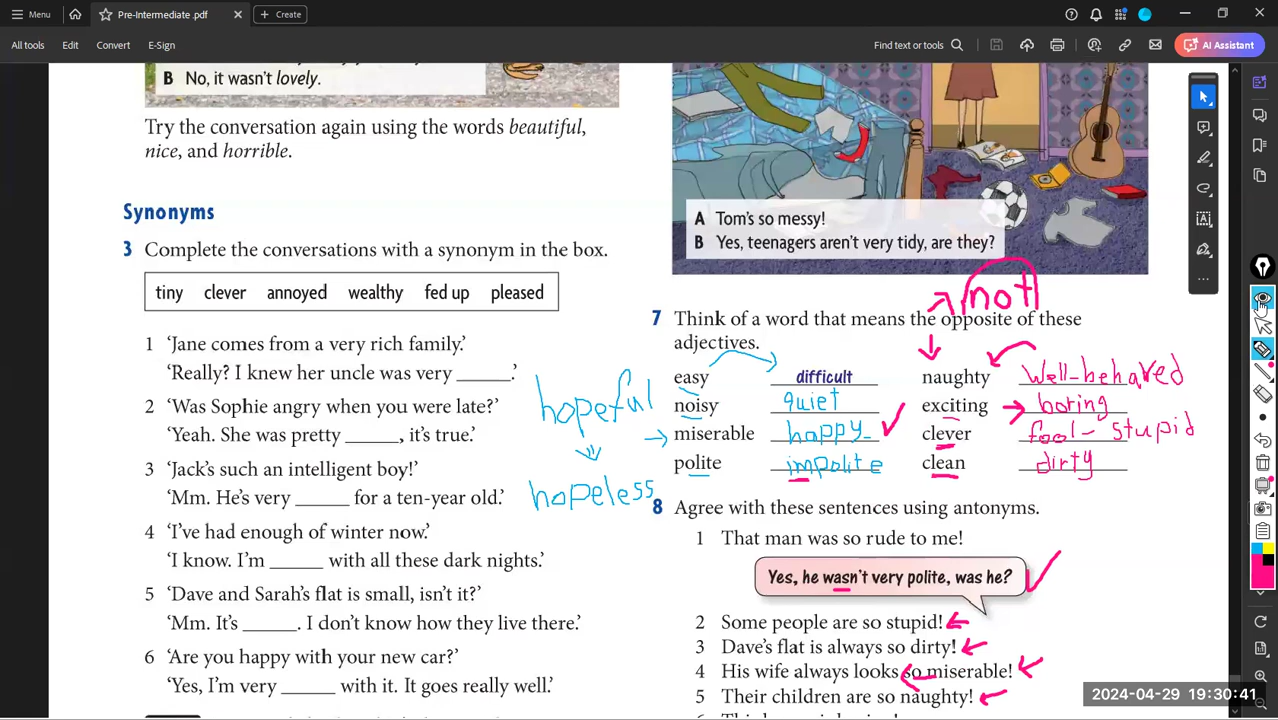 Menu
Pre-Intermediate .pdf
Create
All tools
Edit
Convert
E-Sign
Find text or tools
AI Assistant
B No, it wasn't lovely.
Try the conversation again using the words beautiful,
nice, and horrible.
Synonyms
3 Complete the conversations with a synonym in the box.
tiny clever annoyed wealthy fed up pleased
1 'Jane comes from a very rich family.'
'Really? I knew her uncle was very ______.'
2 'Was Sophie angry when you were late?'
'Yeah. She was pretty _____, it's true.'
3 'Jack's such an intelligent boy!'
'Mm. He's very ______ for a ten-year old.'
4 'I've had enough of winter now.'
'I know. I'm ______ with all these dark nights.'
5 'Dave and Sarah's flat is small, isn't it?'
'Mm. It's ______. I don't know how they live there.'
6 'Are you happy with your new car?'
'Yes, I'm very ______ with it. It goes really well.'
hopeful
hopeless
A Tom's so messy!
B Yes, teenagers aren't very tidy, are they?
not
7 Think of a word that means the opposite of these
adjectives.
easy difficult
noisy quiet
miserable happy
polite impolite
naughty well-behaved
exciting boring
clever fool - stupid
clean dirty
8 Agree with these sentences using antonyms.
1 That man was so rude to me!
Yes, he wasn't very polite, was he?
2 Some people are so stupid!
3 Dave's flat is always so dirty!
4 His wife always looks so miserable!
5 Their children are so naughty!
2024-04-29 19:30:41